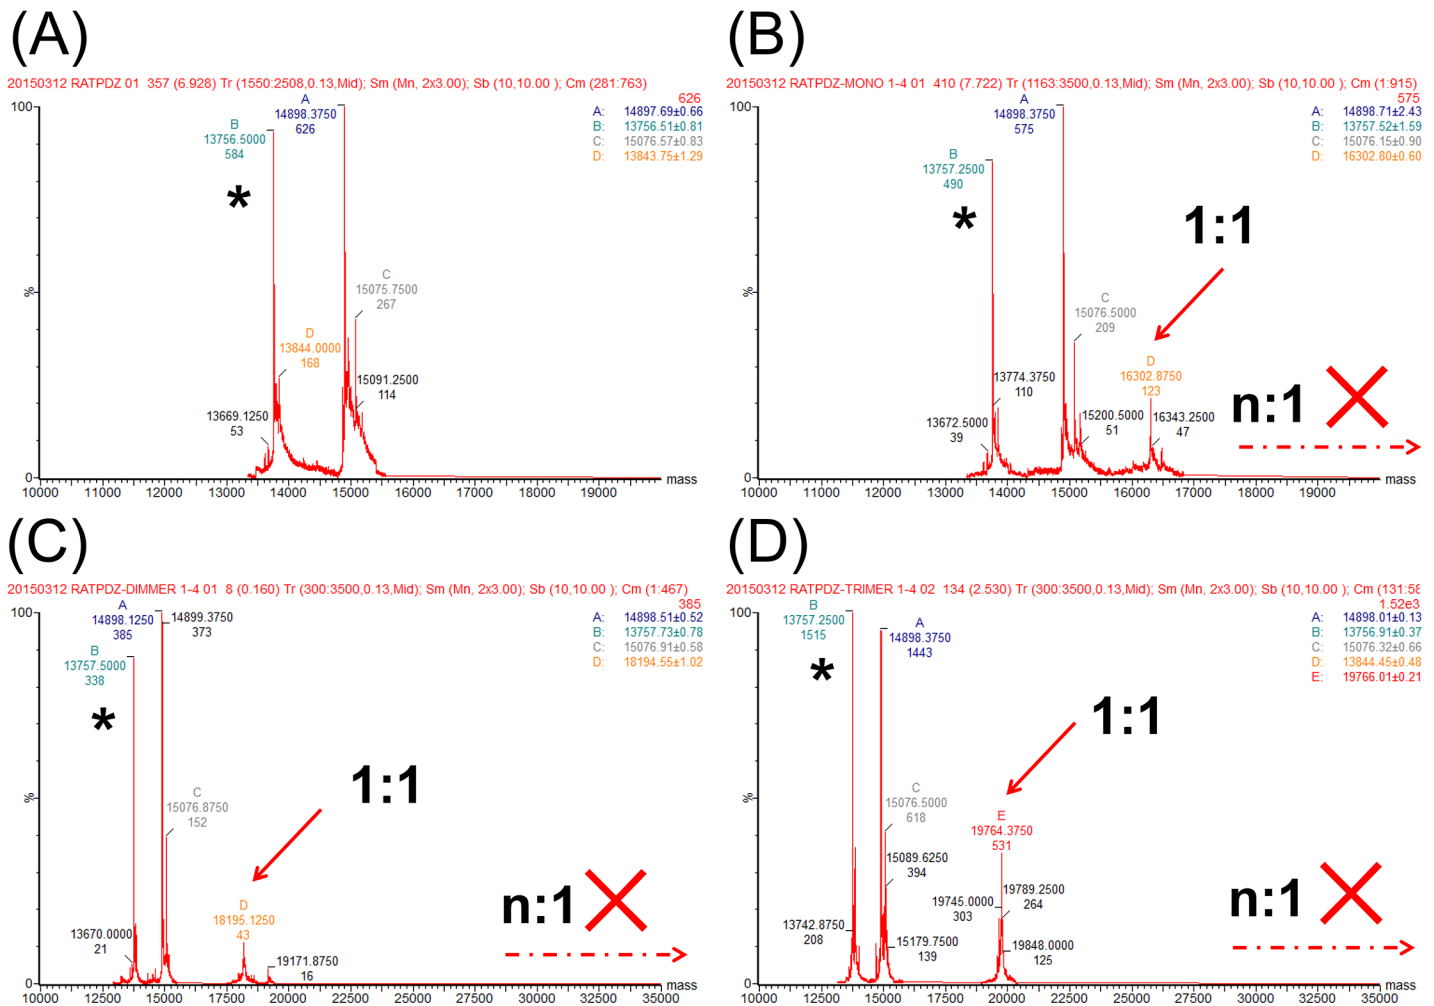 (A)
20150312 RATPDZ 01 357 (6.928) Tr (1550:2508,0.13,Mid); Sm (Mn, 2x3.00); Sb (10,10.00 ); Cm (281:763)
626
A: 14897.69±0.66
B: 13756.51±0.81
C: 15076.57±0.83
D: 13843.75±1.29
100
A
14898.3750
626
B
13756.5000
584
*
C
15075.7500
267
D
13844.0000
168
15091.2500
114
13669.1250
53
%
0
10000 11000 12000 13000 14000 15000 16000 17000 18000 19000 mass
(B)
20150312 RATPDZ-MONO 1-4 01 410 (7.722) Tr (1163:3500,0.13,Mid); Sm (Mn, 2x3.00); Sb (10,10.00 ); Cm (1:915)
575
A: 14898.71±2.43
B: 13757.52±1.59
C: 15076.15±0.90
D: 16302.80±0.60
100
A
14898.3750
575
B
13757.2500
490
*
1:1
C
15076.5000
209
D
16302.8750
123
13774.3750
110
13672.5000
39
15200.5000
51
16343.2500
47
n:1
%
0
10000 11000 12000 13000 14000 15000 16000 17000 18000 19000 mass
(C)
20150312 RATPDZ-DIMMER 1-4 01 8 (0.160) Tr (300:3500,0.13,Mid); Sm (Mn, 2x3.00); Sb (10,10.00 ); Cm (1:467)
385
A: 14898.51±0.52
B: 13757.73±0.78
C: 15076.91±0.58
D: 18194.55±1.02
100
A
14898.1250
385
14899.3750
373
B
13757.5000
338
*
1:1
C
15076.8750
152
D
18195.1250
43
13670.0000
21
19171.8750
16
n:1
%
0
10000 12500 15000 17500 20000 22500 25000 27500 30000 32500 35000 mass
(D)
20150312 RATPDZ-TRIMER 1-4 02 134 (2.530) Tr (300:3500,0.13,Mid); Sm (Mn, 2x3.00); Sb (10,10.00 ); Cm (131:58
1.52e3
A: 14898.01±0.13
B: 13756.91±0.37
C: 15076.32±0.66
D: 13844.45±0.48
E: 19766.01±0.21
100
B
13757.2500
1515
A
14898.3750
1443
*
1:1
C
15076.5000
618
E
19764.3750
531
15089.6250
394
19745.0000
303
19789.2500
264
13742.8750
208
15179.7500
139
19848.0000
125
n:1
%
0
10000 12500 15000 17500 20000 22500 25000 27500 30000 32500 35000 mass